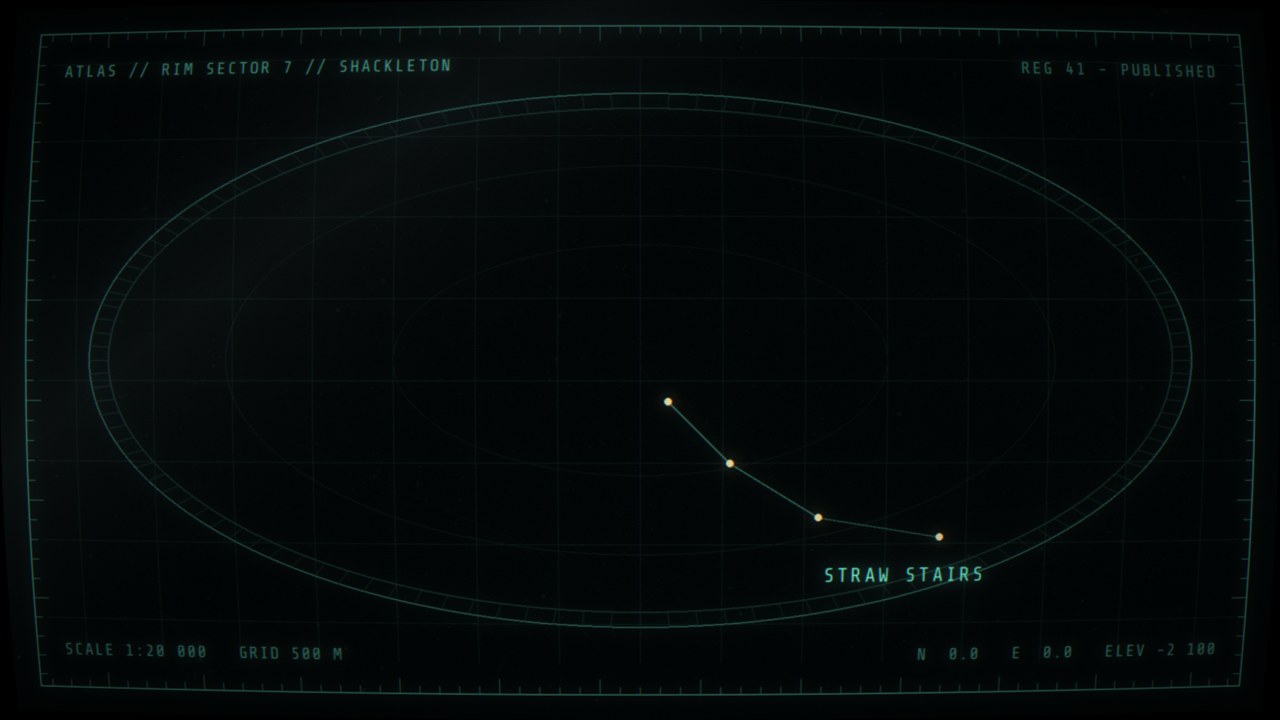 ATLAS // RIM SECTOR 7 // SHACKLETON
REG 41 - PUBLISHED
STRAW STAIRS
SCALE 1:20 000 GRID 500 M
N 0.0 E 0.0 ELEV -2 100